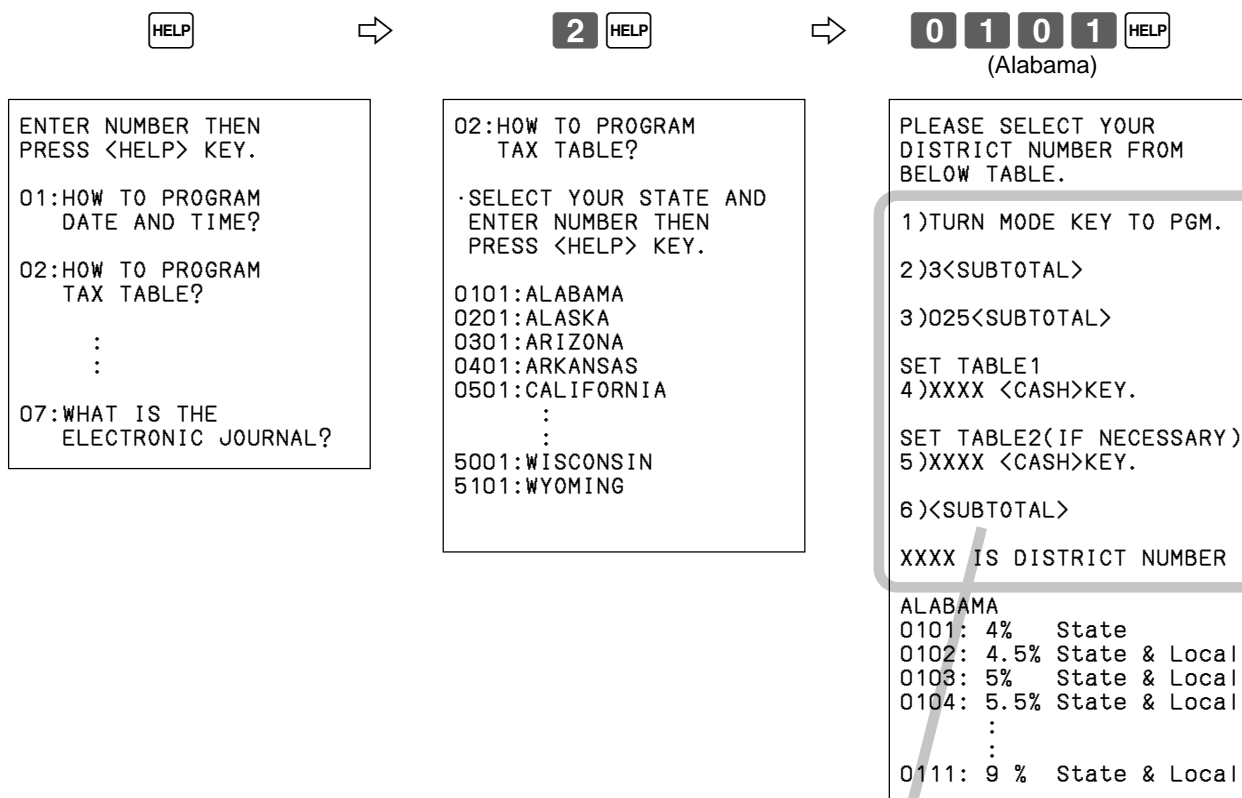 HELP
2 HELP
0 1 0 1 HELP
(Alabama)
ENTER NUMBER THEN
PRESS <HELP> KEY.
01:HOW TO PROGRAM
DATE AND TIME?
02:HOW TO PROGRAM
TAX TABLE?
:
:
07:WHAT IS THE
ELECTRONIC JOURNAL?
02:HOW TO PROGRAM
TAX TABLE?
·SELECT YOUR STATE AND
ENTER NUMBER THEN
PRESS <HELP> KEY.
0101:ALABAMA
0201:ALASKA
0301:ARIZONA
0401:ARKANSAS
0501:CALIFORNIA
:
:
5001:WISCONSIN
5101:WYOMING
PLEASE SELECT YOUR
DISTRICT NUMBER FROM
BELOW TABLE.
1)TURN MODE KEY TO PGM.
2)3<SUBTOTAL>
3)025<SUBTOTAL>
SET TABLE1
4)XXXX <CASH>KEY.
SET TABLE2(IF NECESSARY)
5)XXXX <CASH>KEY.
6)<SUBTOTAL>
XXXX IS DISTRICT NUMBER
ALABAMA
0101: 4% State
0102: 4.5% State & Local
0103: 5% State & Local
0104: 5.5% State & Local
:
:
0111: 9 % State & Local